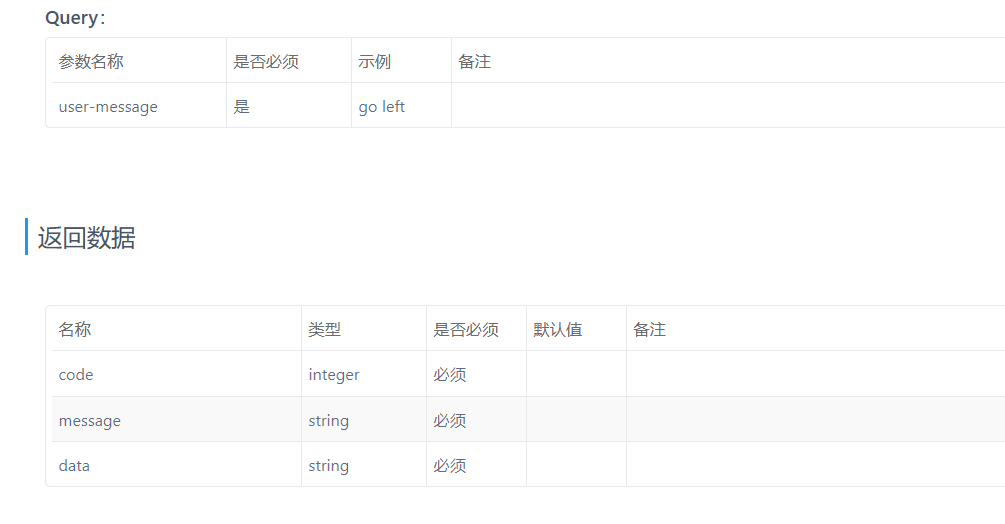 Query：
参数名称 是否必须 示例 备注
user-message 是 go left
返回数据
名称 类型 是否必须 默认值 备注
code integer 必须
message string 必须
data string 必须